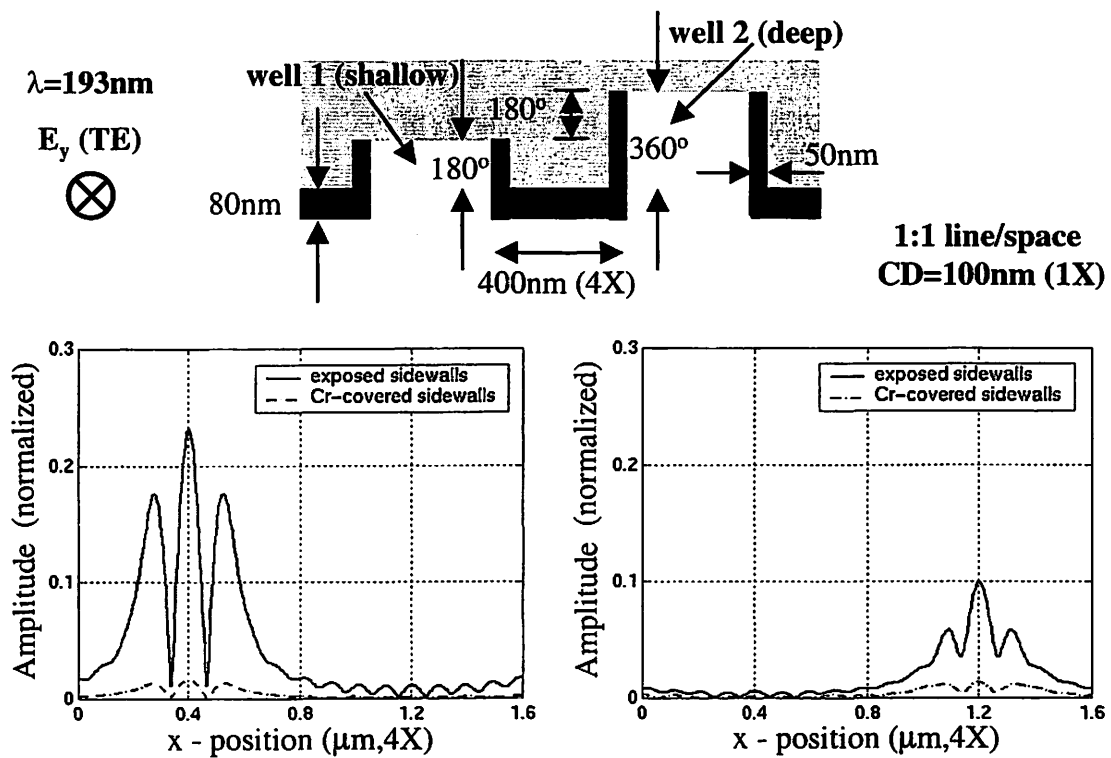 λ=193nm
E_y (TE)
well 1 (shallow)
well 2 (deep)
180º
180º
360º
50nm
80nm
400nm (4X)
1:1 line/space
CD=100nm (1X)
0.3
0.2
0.1
0
Amplitude (normalized)
exposed sidewalls
Cr-covered sidewalls
0 0.4 0.8 1.2 1.6
x - position (μm,4X)
0.3
0.2
0.1
0
Amplitude (normalized)
exposed sidewalls
Cr-covered sidewalls
0 0.4 0.8 1.2 1.6
x - position (μm,4X)